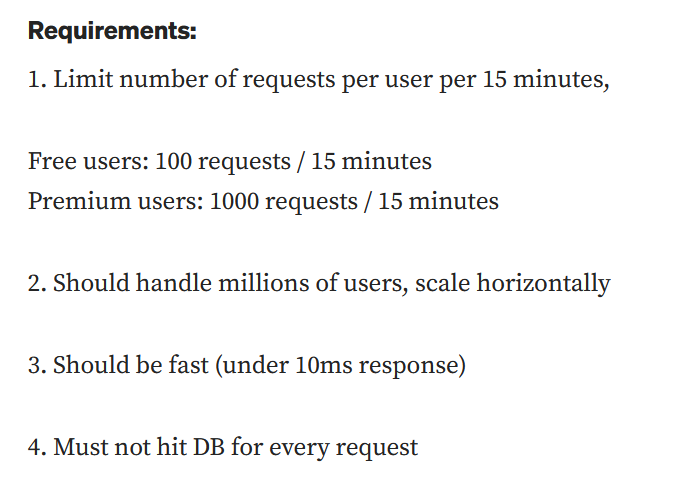 Requirements:
1. Limit number of requests per user per 15 minutes,
Free users: 100 requests / 15 minutes
Premium users: 1000 requests / 15 minutes
2. Should handle millions of users, scale horizontally
3. Should be fast (under 10ms response)
4. Must not hit DB for every request